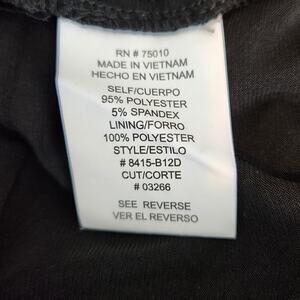 RN # 75010
MADE IN VIETNAM
HECHO EN VIETNAM
SELF/CUERPO
95% POLYESTER
5% SPANDEX
LINING/FORRO
100% POLYESTER
STYLE/ESTILO
# 8415-B12D
CUT/CORTE
# 03266
SEE REVERSE
VER EL REVERSO